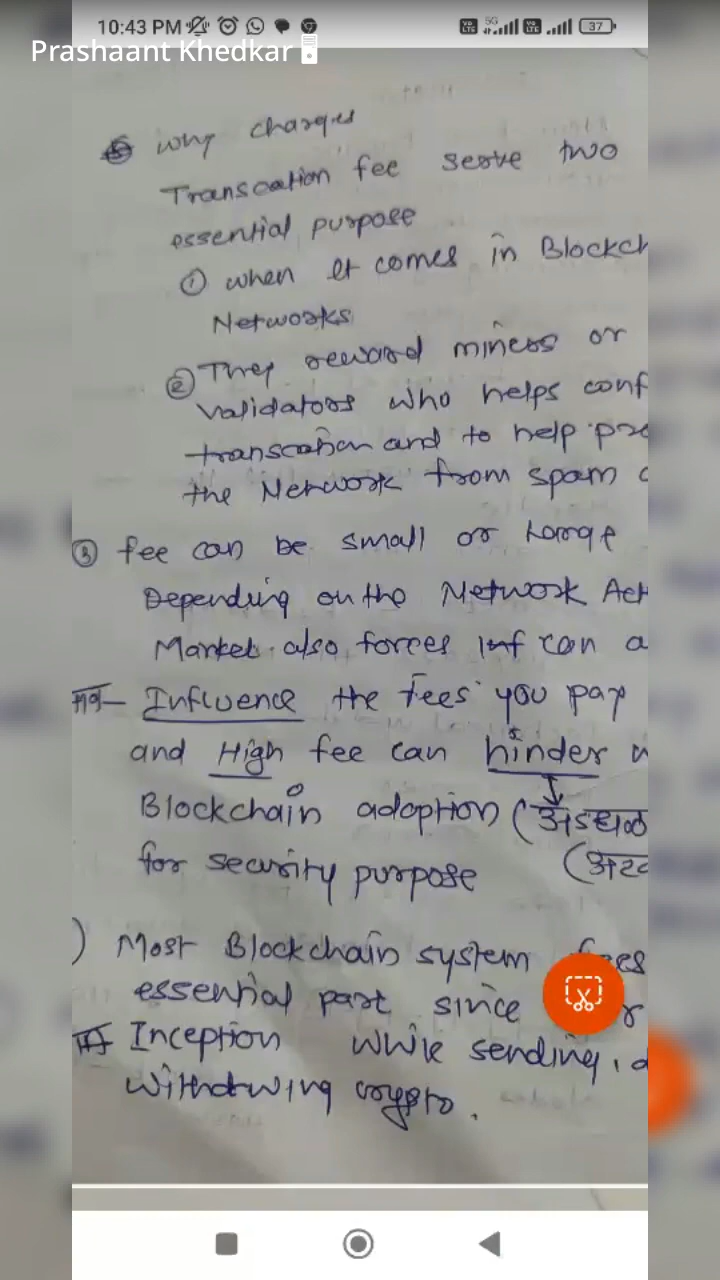 10:43 PM
5G
37
Prashaant Khedkar
why charges
Transcation fee serve two
essential purpose
① when it comes in Blockch
Networks
② They reward miners or
validators who helps conf
transcation and to help pro
the Network from spam
③ fee can be small or Large
Depending on the Network Act
Market also forces inf can a
Influence the fees you pay
and High fee can hinder
Blockchain adoption (अडथळ
for security purpose (अट
) Most Blockchain system fees
essential part since
Inception while sending,
withdrwing crypto.